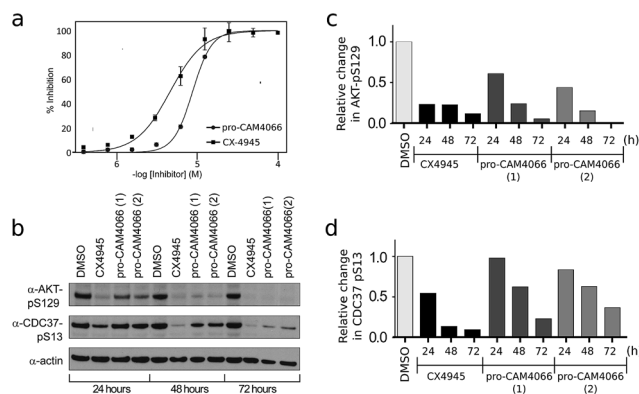 a
% Inhibition
100
80
60
40
20
0
pro-CAM4066
CX-4945
6
5
4
-log [Inhibitor] (M)
b
DMSO
CX4945
pro-CAM4066 (1)
pro-CAM4066 (2)
DMSO
CX4945
pro-CAM4066 (1)
pro-CAM4066 (2)
DMSO
CX4945
pro-CAM4066(1)
pro-CAM4066(2)
α-AKT-
pS129
α-CDC37-
pS13
α-actin
24 hours
48 hours
72 hours
c
Relative change
in AKT-pS129
1.0
0.5
0.0
DMSO
24 48 72 24 48 72 24 48 72 (h)
CX4945
pro-CAM4066
(1)
pro-CAM4066
(2)
d
Relative change
in CDC37 pS13
1.0
0.5
0.0
DMSO
24 48 72 24 48 72 24 48 72 (h)
CX4945
pro-CAM4066
(1)
pro-CAM4066
(2)